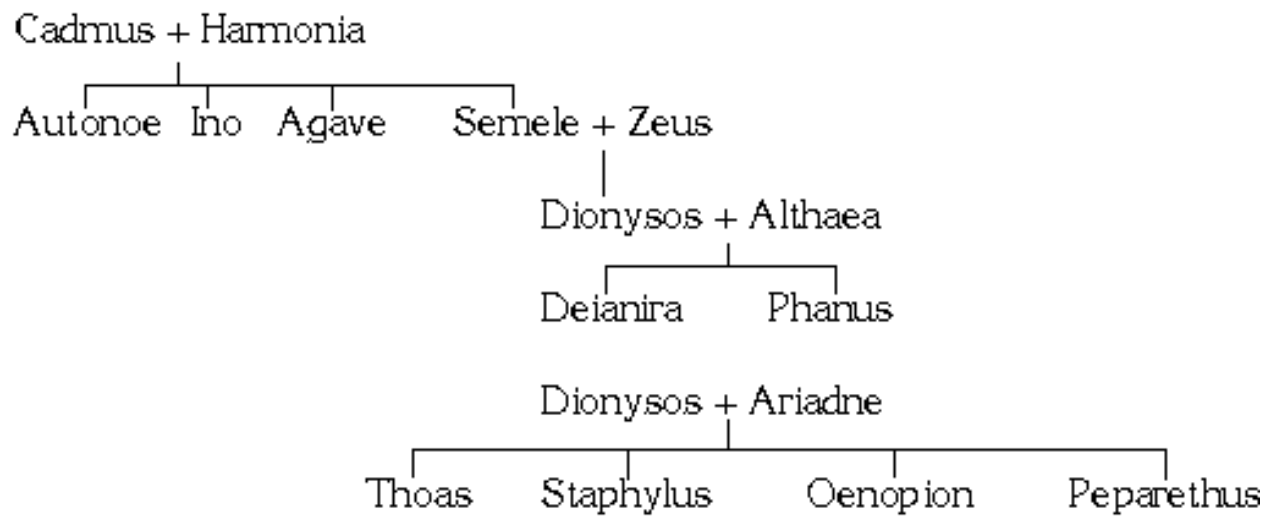 Cadmus + Harmonia
Autonoe Ino Agave Semele + Zeus
Dionysos + Althaea
Deianira Phanus
Dionysos + Ariadne
Thoas Staphylus Oenopion Peparethus